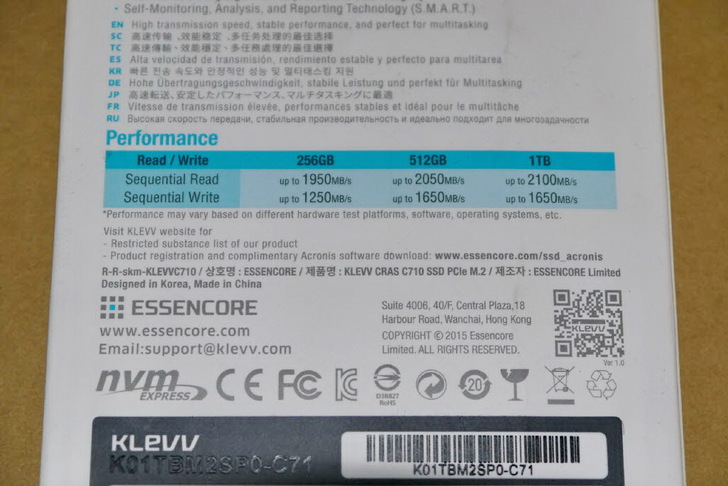 • Self-Monitoring, Analysis, and Reporting Technology (S.M.A.R.T.)
EN High transmission speed, stable performance, and perfect for multitasking
SC 高速传输、效能稳定、多任务处理的最佳选择
TC 高速傳輸、效能穩定、多任務處理的最佳選擇
ES Alta velocidad de transmisión, rendimiento estable y perfecto para multitarea
KR 빠른 전송 속도와 안정적인 성능 및 멀티태스킹 지원
DE Hohe Übertragungsgeschwindigkeit, stabile Leistung und perfekt für Multitasking
JP 高速転送、安定したパフォーマンス、マルチタスキングに最適
FR Vitesse de transmission élevée, performances stables et idéal pour le multitâche
RU Высокая скорость передачи, стабильная производительность и идеально подходит для многозадачности
Performance
Read / Write 256GB 512GB 1TB
Sequential Read up to 1950MB/s up to 2050MB/s up to 2100MB/s
Sequential Write up to 1250MB/s up to 1650MB/s up to 1650MB/s
*Performance may vary based on different hardware test platforms, software, operating systems, etc.
Visit KLEVV website for
- Restricted substance list of our product
- Product registration and complimentary Acronis software download: www.essencore.com/ssd_acronis
R-R-skm-KLEVVC710 / 상호명 : ESSENCORE / 제품명 : KLEVV CRAS C710 SSD PCIe M.2 / 제조자 : ESSENCORE Limited
Designed in Korea, Made in China
ESSENCORE
www.essencore.com
Email:support@klevv.com
Suite 4006, 40/F, Central Plaza,18
Harbour Road, Wanchai, Hong Kong
COPYRIGHT © 2015 Essencore
Limited. ALL RIGHTS RESERVED.
KLEVV
Ver 1.0
nvm EXPRESS CE FC KC D3R827 RoHS 20
KLEVV
K01TBM2SP0-C71
K01TBM2SP0-C71